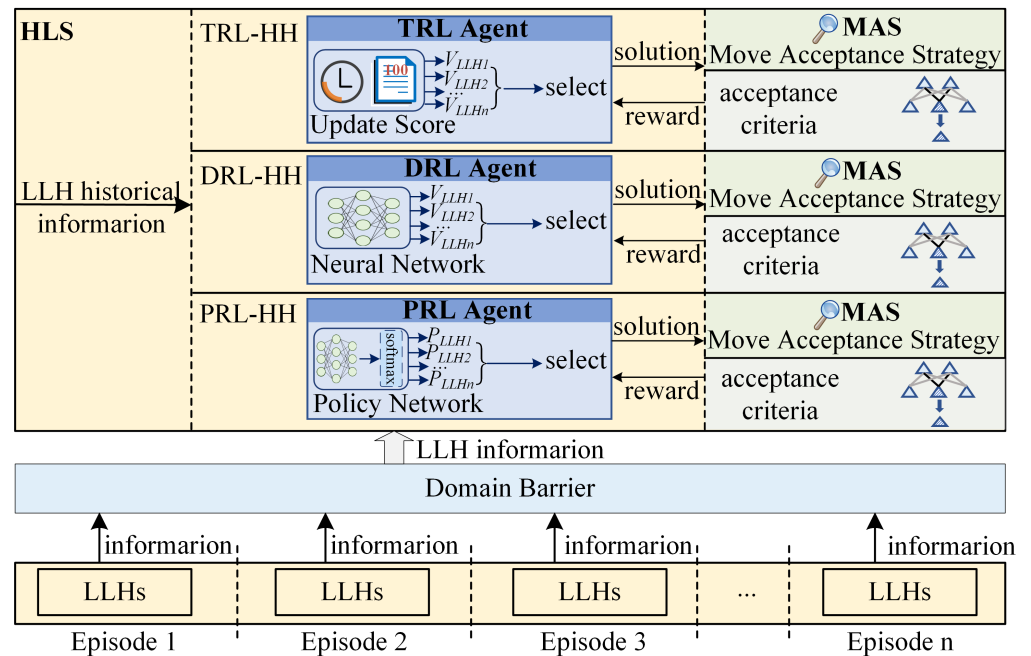 HLS
LLH historical
informarion
TRL-HH
TRL Agent
V_LLH1
V_LLH2
...
V_LLHn
select
100
Update Score
solution
reward
MAS
Move Acceptance Strategy
acceptance
criteria
DRL-HH
DRL Agent
V_LLH1
V_LLH2
...
V_LLHn
select
Neural Network
solution
reward
MAS
Move Acceptance Strategy
acceptance
criteria
PRL-HH
PRL Agent
softmax
P_LLH1
P_LLH2
...
P_LLHn
select
Policy Network
solution
reward
MAS
Move Acceptance Strategy
acceptance
criteria
LLH informarion
Domain Barrier
informarion informarion informarion informarion
LLHs LLHs LLHs ... LLHs
Episode 1 Episode 2 Episode 3 Episode n